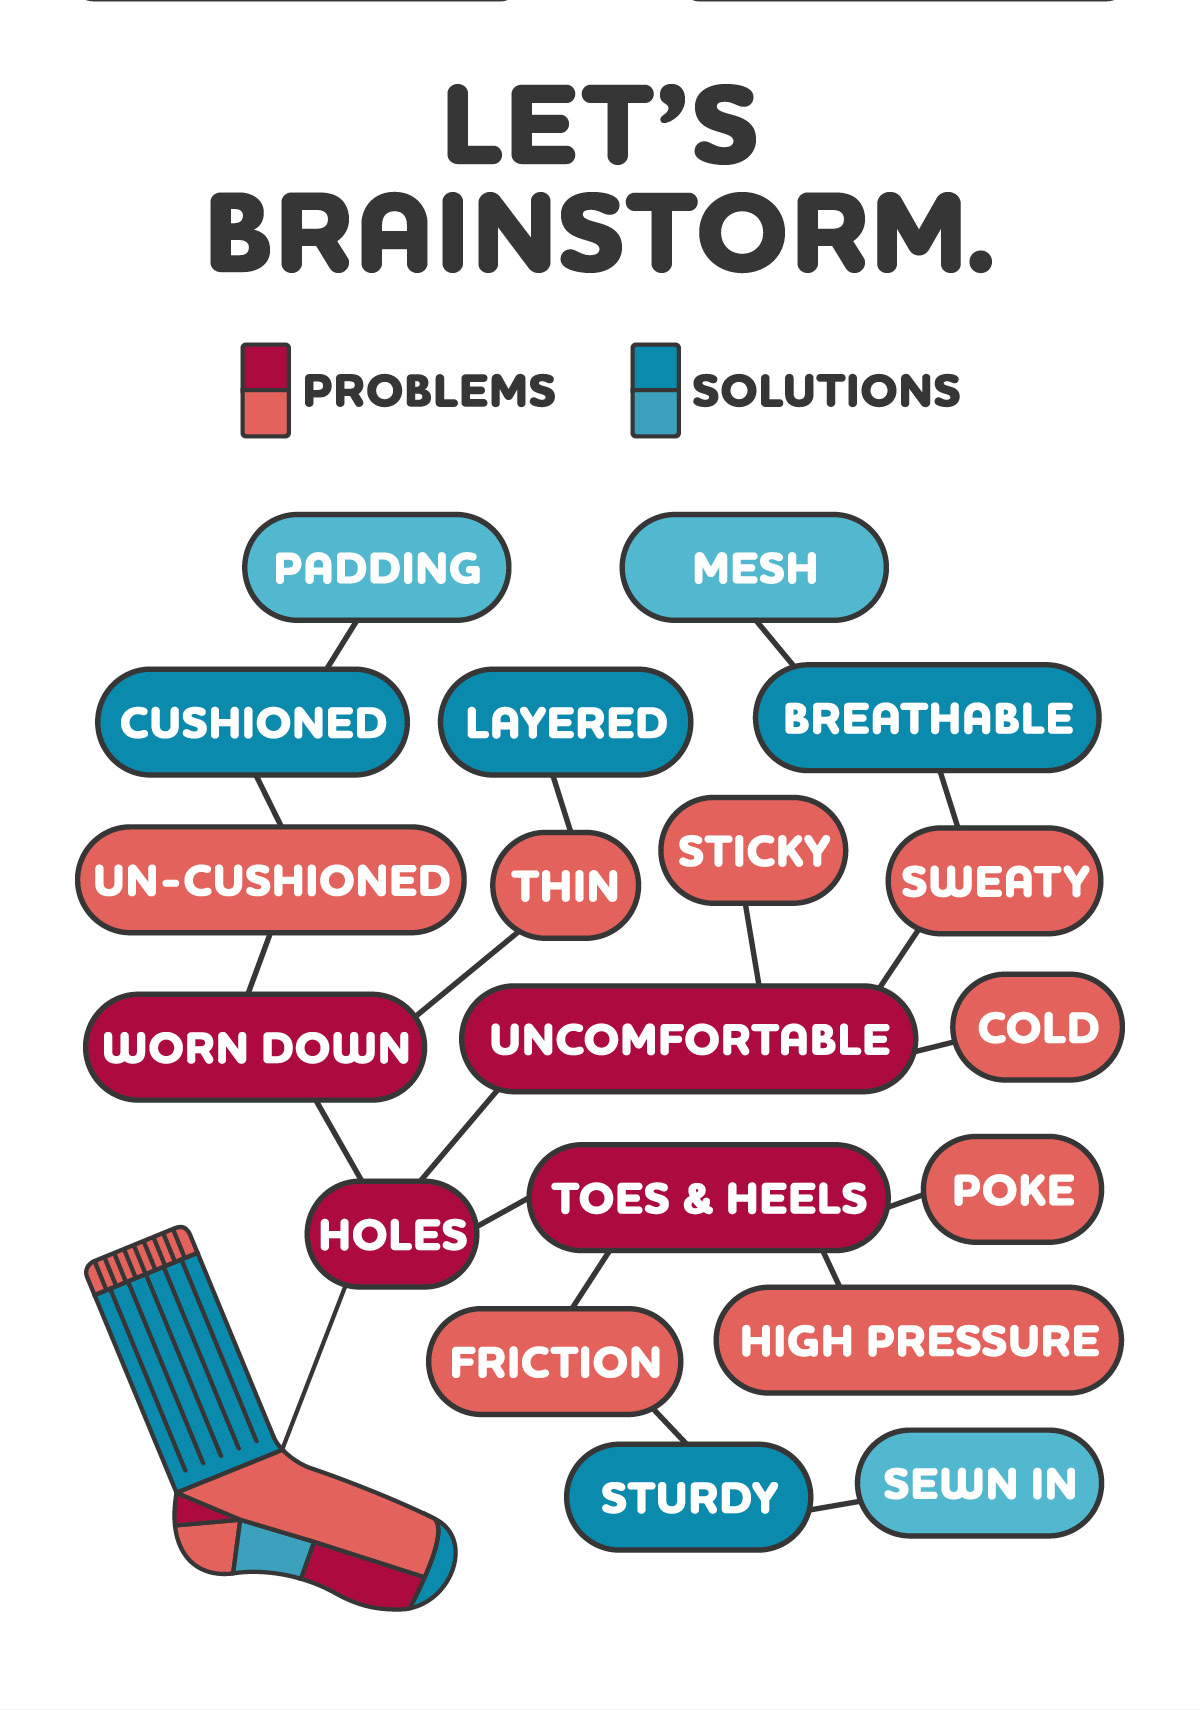 LET'S
BRAINSTORM.
PROBLEMS
SOLUTIONS
PADDING
MESH
CUSHIONED
LAYERED
BREATHABLE
UN-CUSHIONED
THIN
STICKY
SWEATY
WORN DOWN
UNCOMFORTABLE
COLD
HOLES
TOES & HEELS
POKE
FRICTION
HIGH PRESSURE
STURDY
SEWN IN